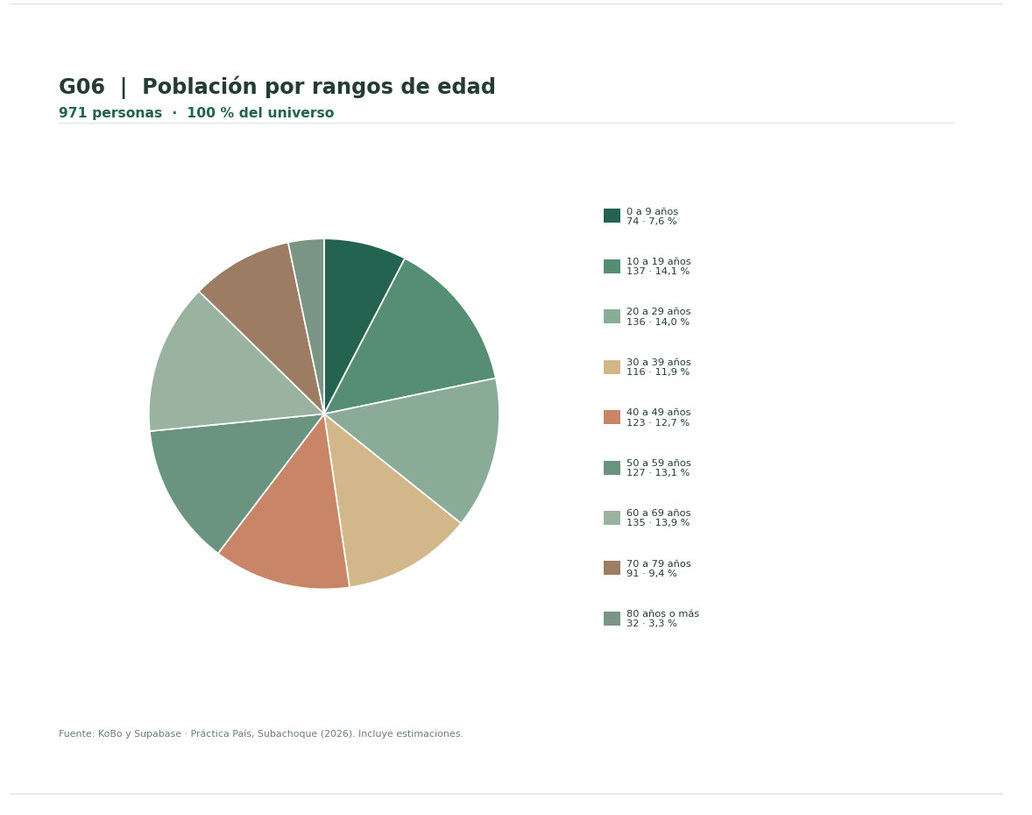 G06 | Población por rangos de edad
971 personas · 100 % del universo
0 a 9 años
74 · 7,6 %
10 a 19 años
137 · 14,1 %
20 a 29 años
136 · 14,0 %
30 a 39 años
116 · 11,9 %
40 a 49 años
123 · 12,7 %
50 a 59 años
127 · 13,1 %
60 a 69 años
135 · 13,9 %
70 a 79 años
91 · 9,4 %
80 años o más
32 · 3,3 %
Fuente: KoBo y Supabase · Práctica País, Subachoque (2026). Incluye estimaciones.